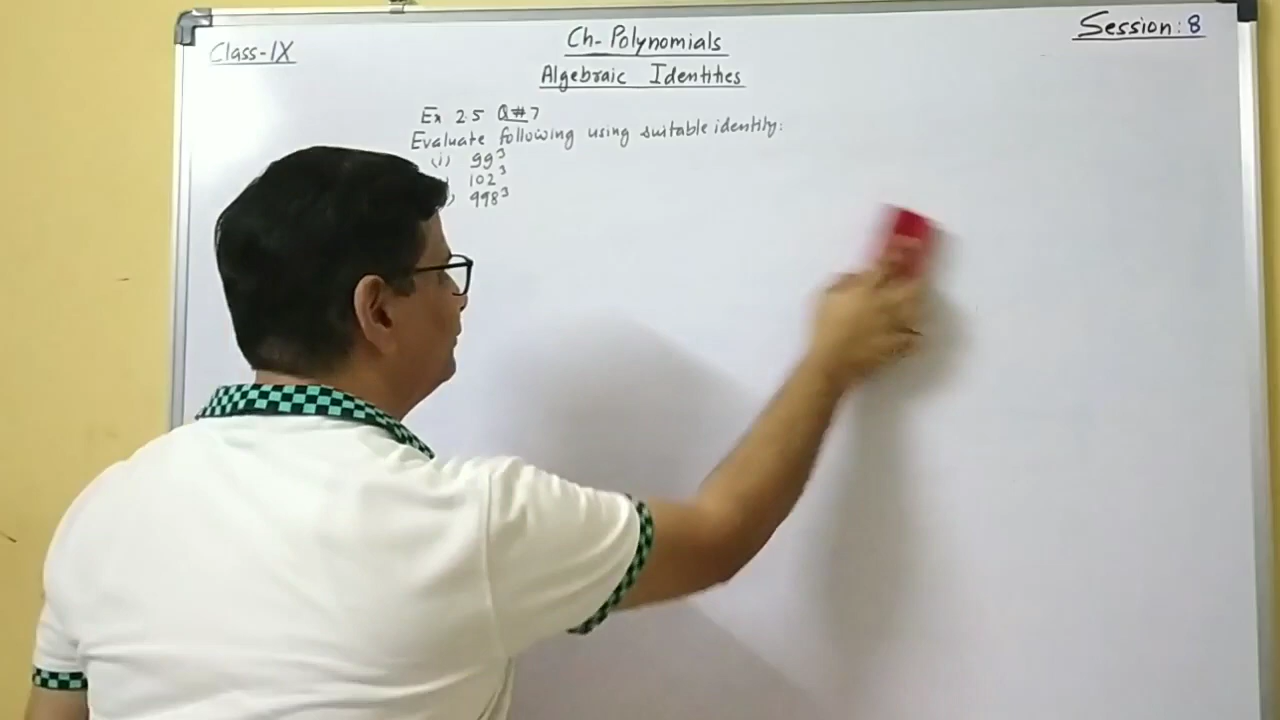 Class-IX
Ch-Polynomials
Session: 8
Algebraic Identities
Ex 2.5 Q#7
Evaluate following using suitable identity:
(i) 99³
) 102³
) 998³